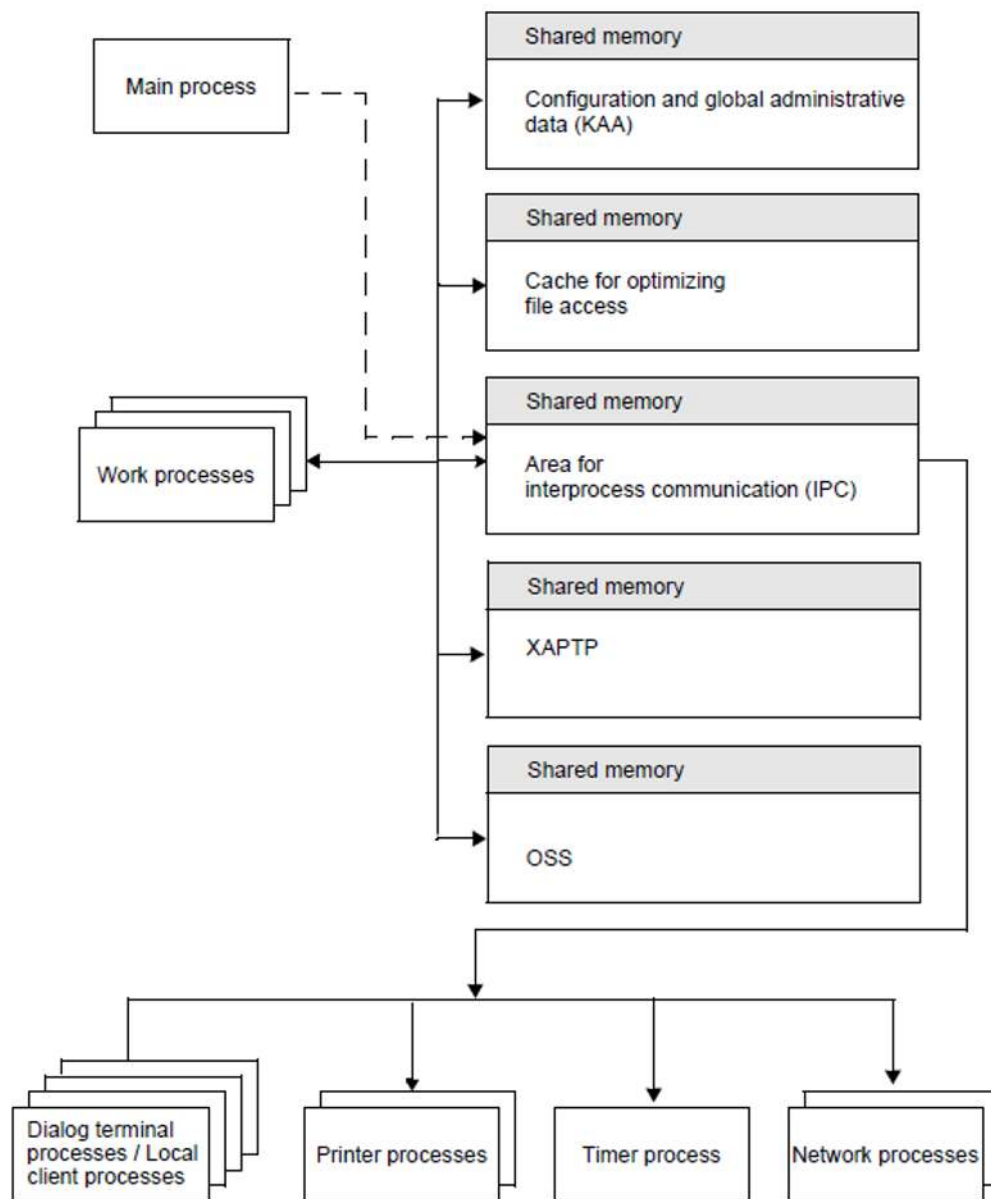 Main process
Shared memory
Configuration and global administrative
data (KAA)
Shared memory
Cache for optimizing
file access
Shared memory
Area for
interprocess communication (IPC)
Work processes
Shared memory
XAPTP
Shared memory
OSS
Dialog terminal
processes / Local
client processes
Printer processes
Timer process
Network processes